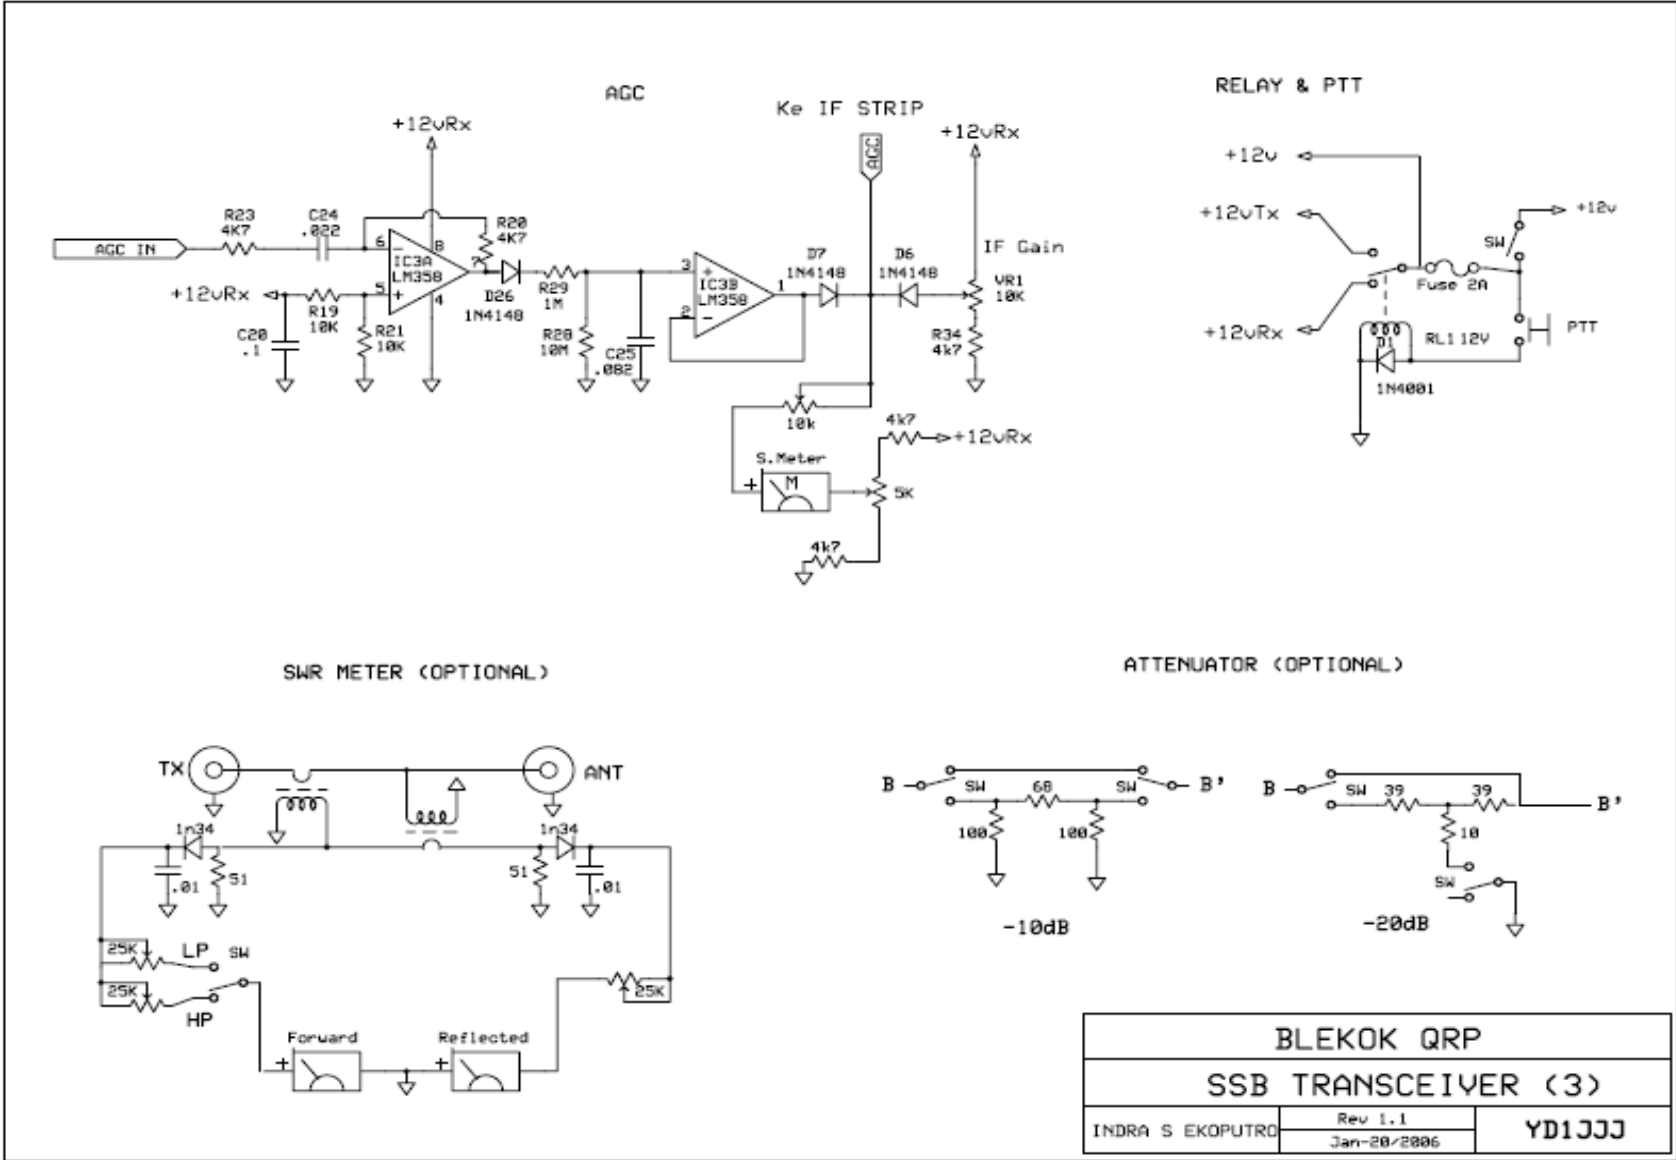 AGC
RELAY & PTT
Ke IF STRIP
+12vRx
+12vRx
AGC
+12v
+12vTx
+12v
SW
R23
4K7
C24
.022
R20
4K7
AGC IN
6
-
8
IC3A
LM358
7
5
+
4
+12vRx
R19
10K
C20
.1
R21
10K
D26
1N4148
R29
1M
R28
10M
C25
.082
3
+
IC3B
LM358
1
2
-
D7
1N4148
D6
1N4148
IF Gain
VR1
10K
R34
4k7
Fuse 2A
+12vRx
D1
RL1 12V
PTT
1N4001
10k
4k7
+12vRx
S.Meter
+
M
5K
4k7
SWR METER (OPTIONAL)
ATTENUATOR (OPTIONAL)
TX
ANT
1n34
1n34
.01
51
51
.01
25K
LP
SW
25K
HP
25K
Forward
Reflected
+
+
B
SW
68
SW
B'
100
100
-10dB
B
SW
39
39
B'
10
SW
-20dB
BLEKOK QRP
SSB TRANSCEIVER (3)
INDRA S EKOPUTRO
Rev 1.1
Jan-20/2006
YD1JJJ